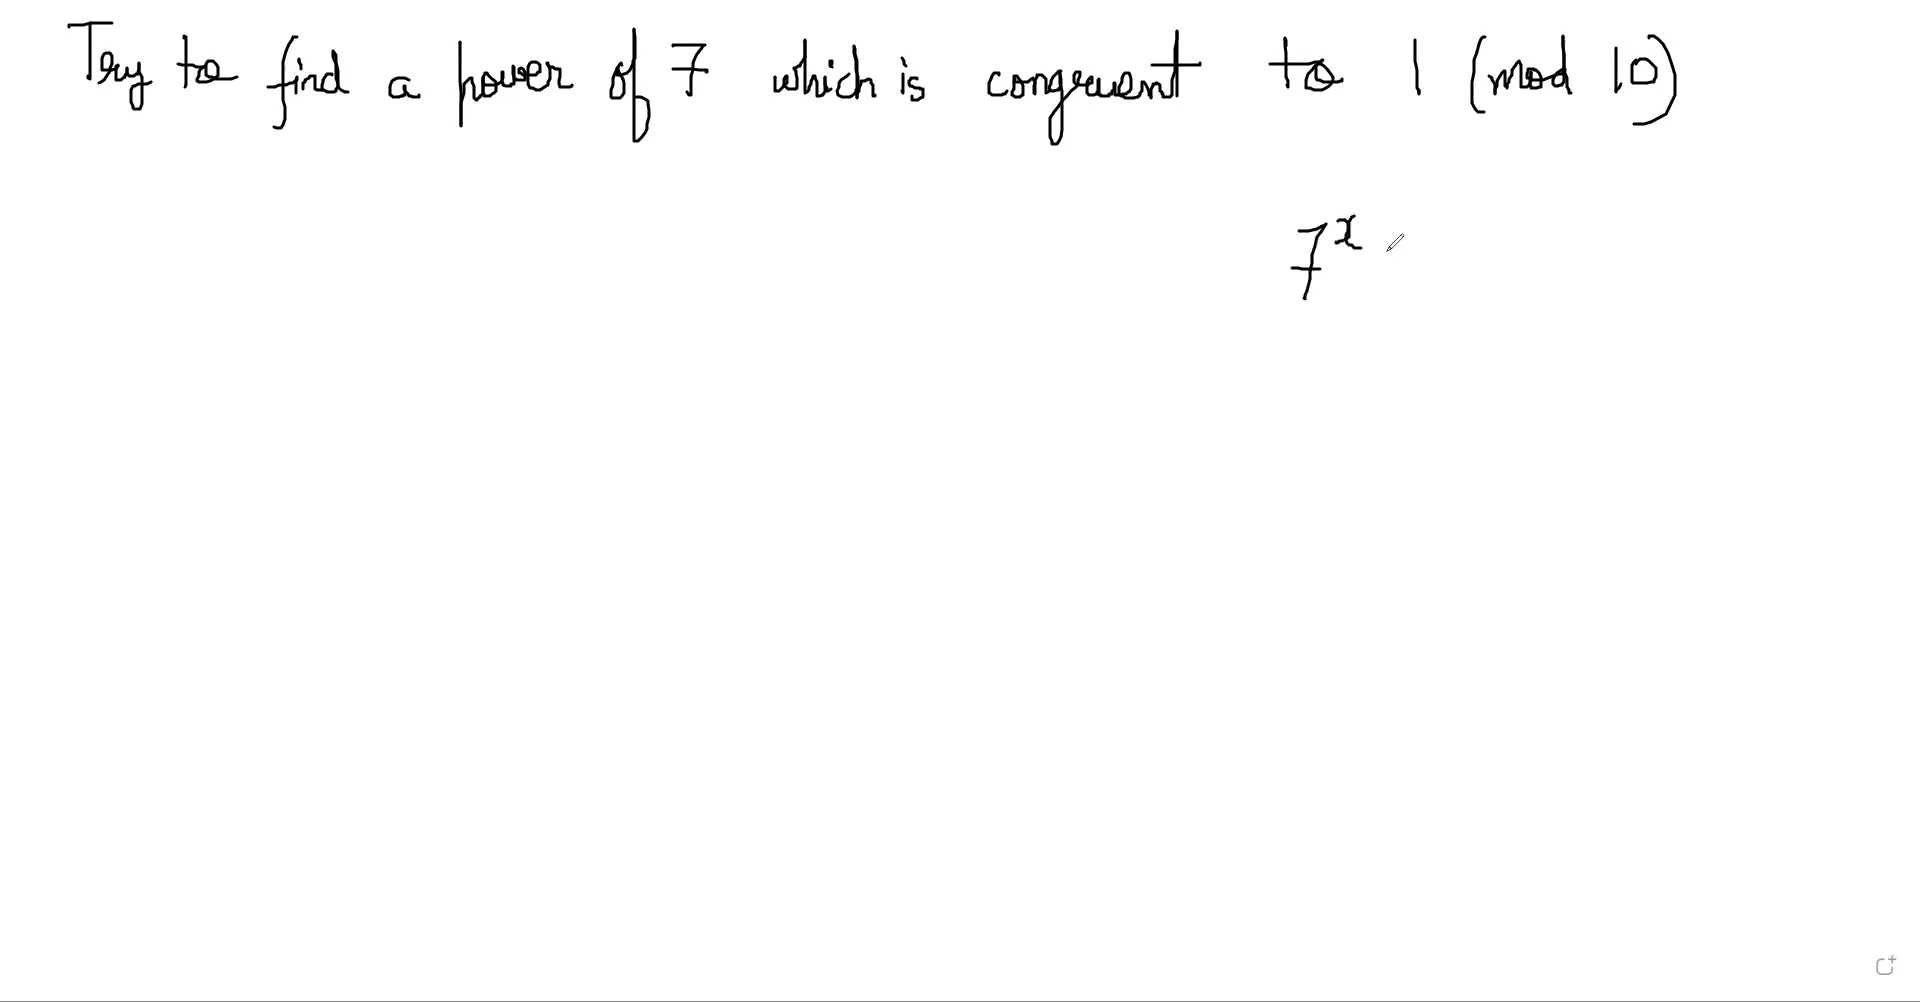 Try to find a power of 7 which is congruent to 1 (mod 10)
7^x